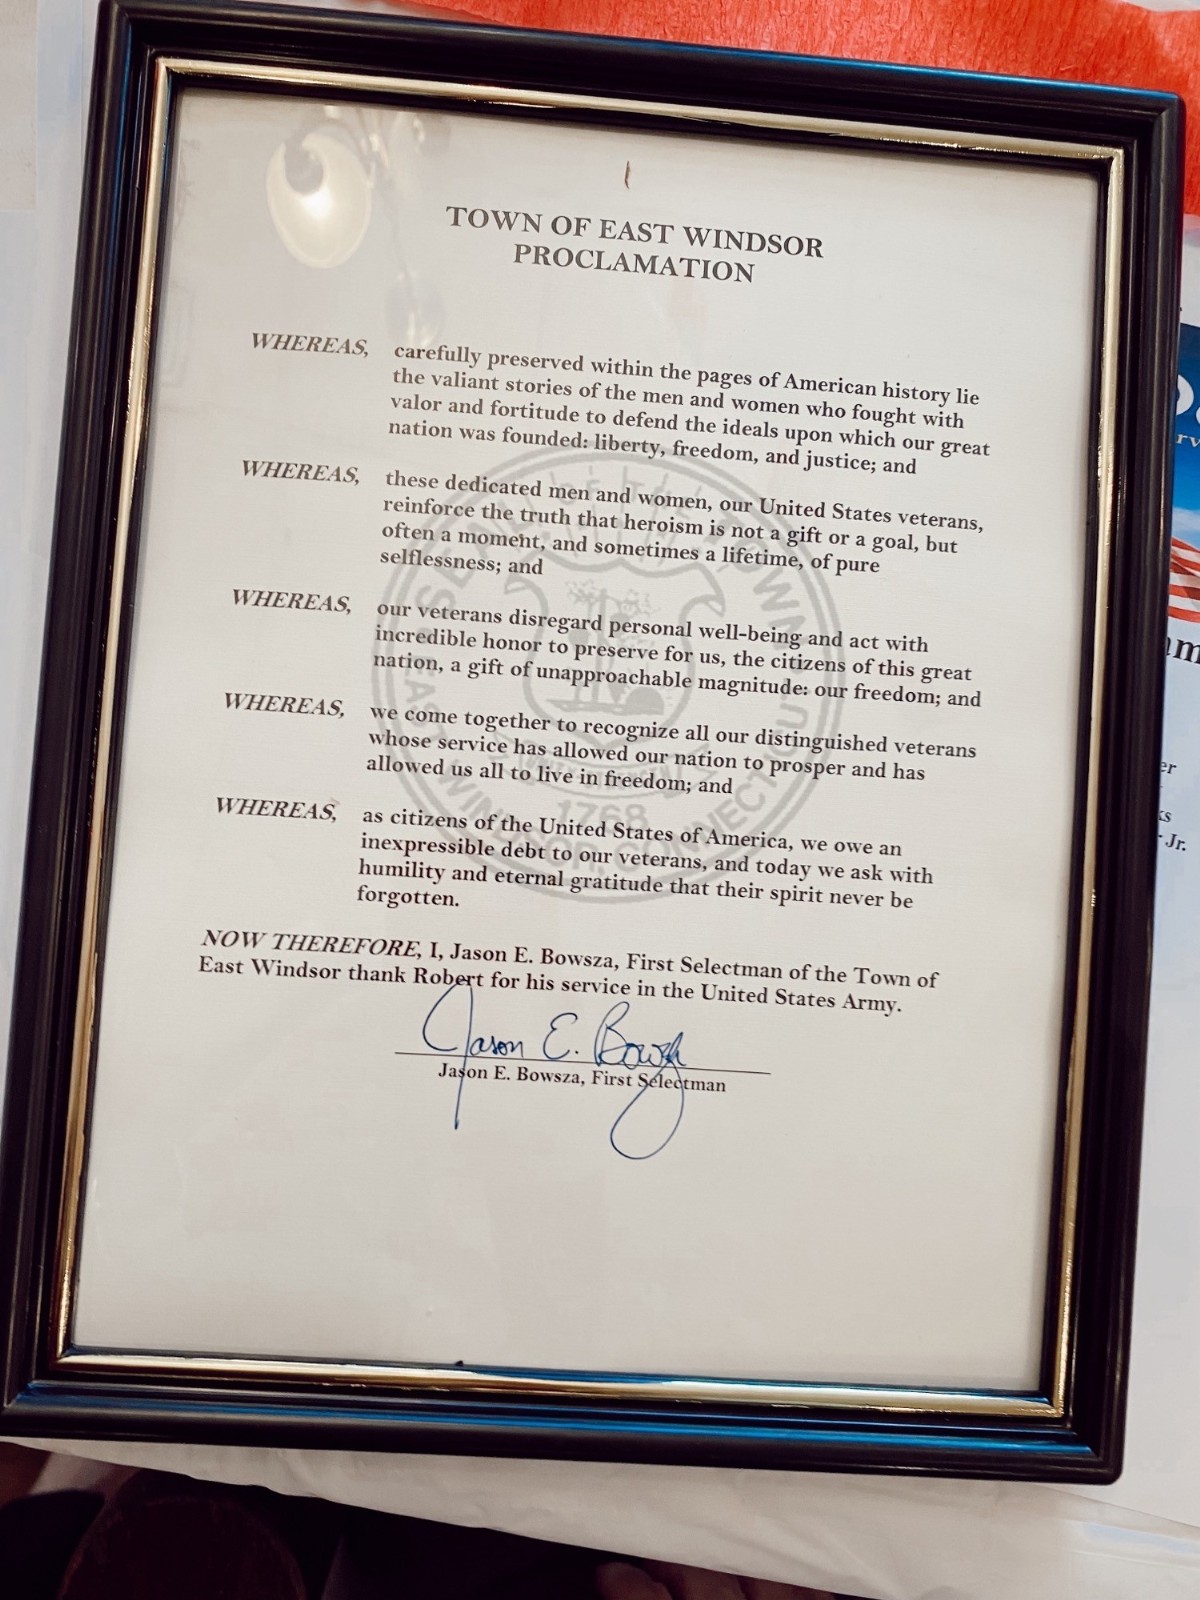 TOWN OF EAST WINDSOR
PROCLAMATION
WHEREAS, carefully preserved within the pages of American history lie
the valiant stories of the men and women who fought with
valor and fortitude to defend the ideals upon which our great
nation was founded: liberty, freedom, and justice; and
WHEREAS, these dedicated men and women, our United States veterans,
reinforce the truth that heroism is not a gift or a goal, but
often a moment, and sometimes a lifetime, of pure
selflessness; and
WHEREAS, our veterans disregard personal well-being and act with
incredible honor to preserve for us, the citizens of this great
nation, a gift of unapproachable magnitude: our freedom; and
WHEREAS, we come together to recognize all our distinguished veterans
whose service has allowed our nation to prosper and has
allowed us all to live in freedom; and
WHEREAS, as citizens of the United States of America, we owe an
inexpressible debt to our veterans, and today we ask with
humility and eternal gratitude that their spirit never be
forgotten.
NOW THEREFORE, I, Jason E. Bowsza, First Selectman of the Town of
East Windsor thank Robert for his service in the United States Army.
Jason E. Bowsza
Jason E. Bowsza, First Selectman
SEAL OF THE TOWN OF
EAST WINDSOR, CONNECTICUT
1768
Jr.